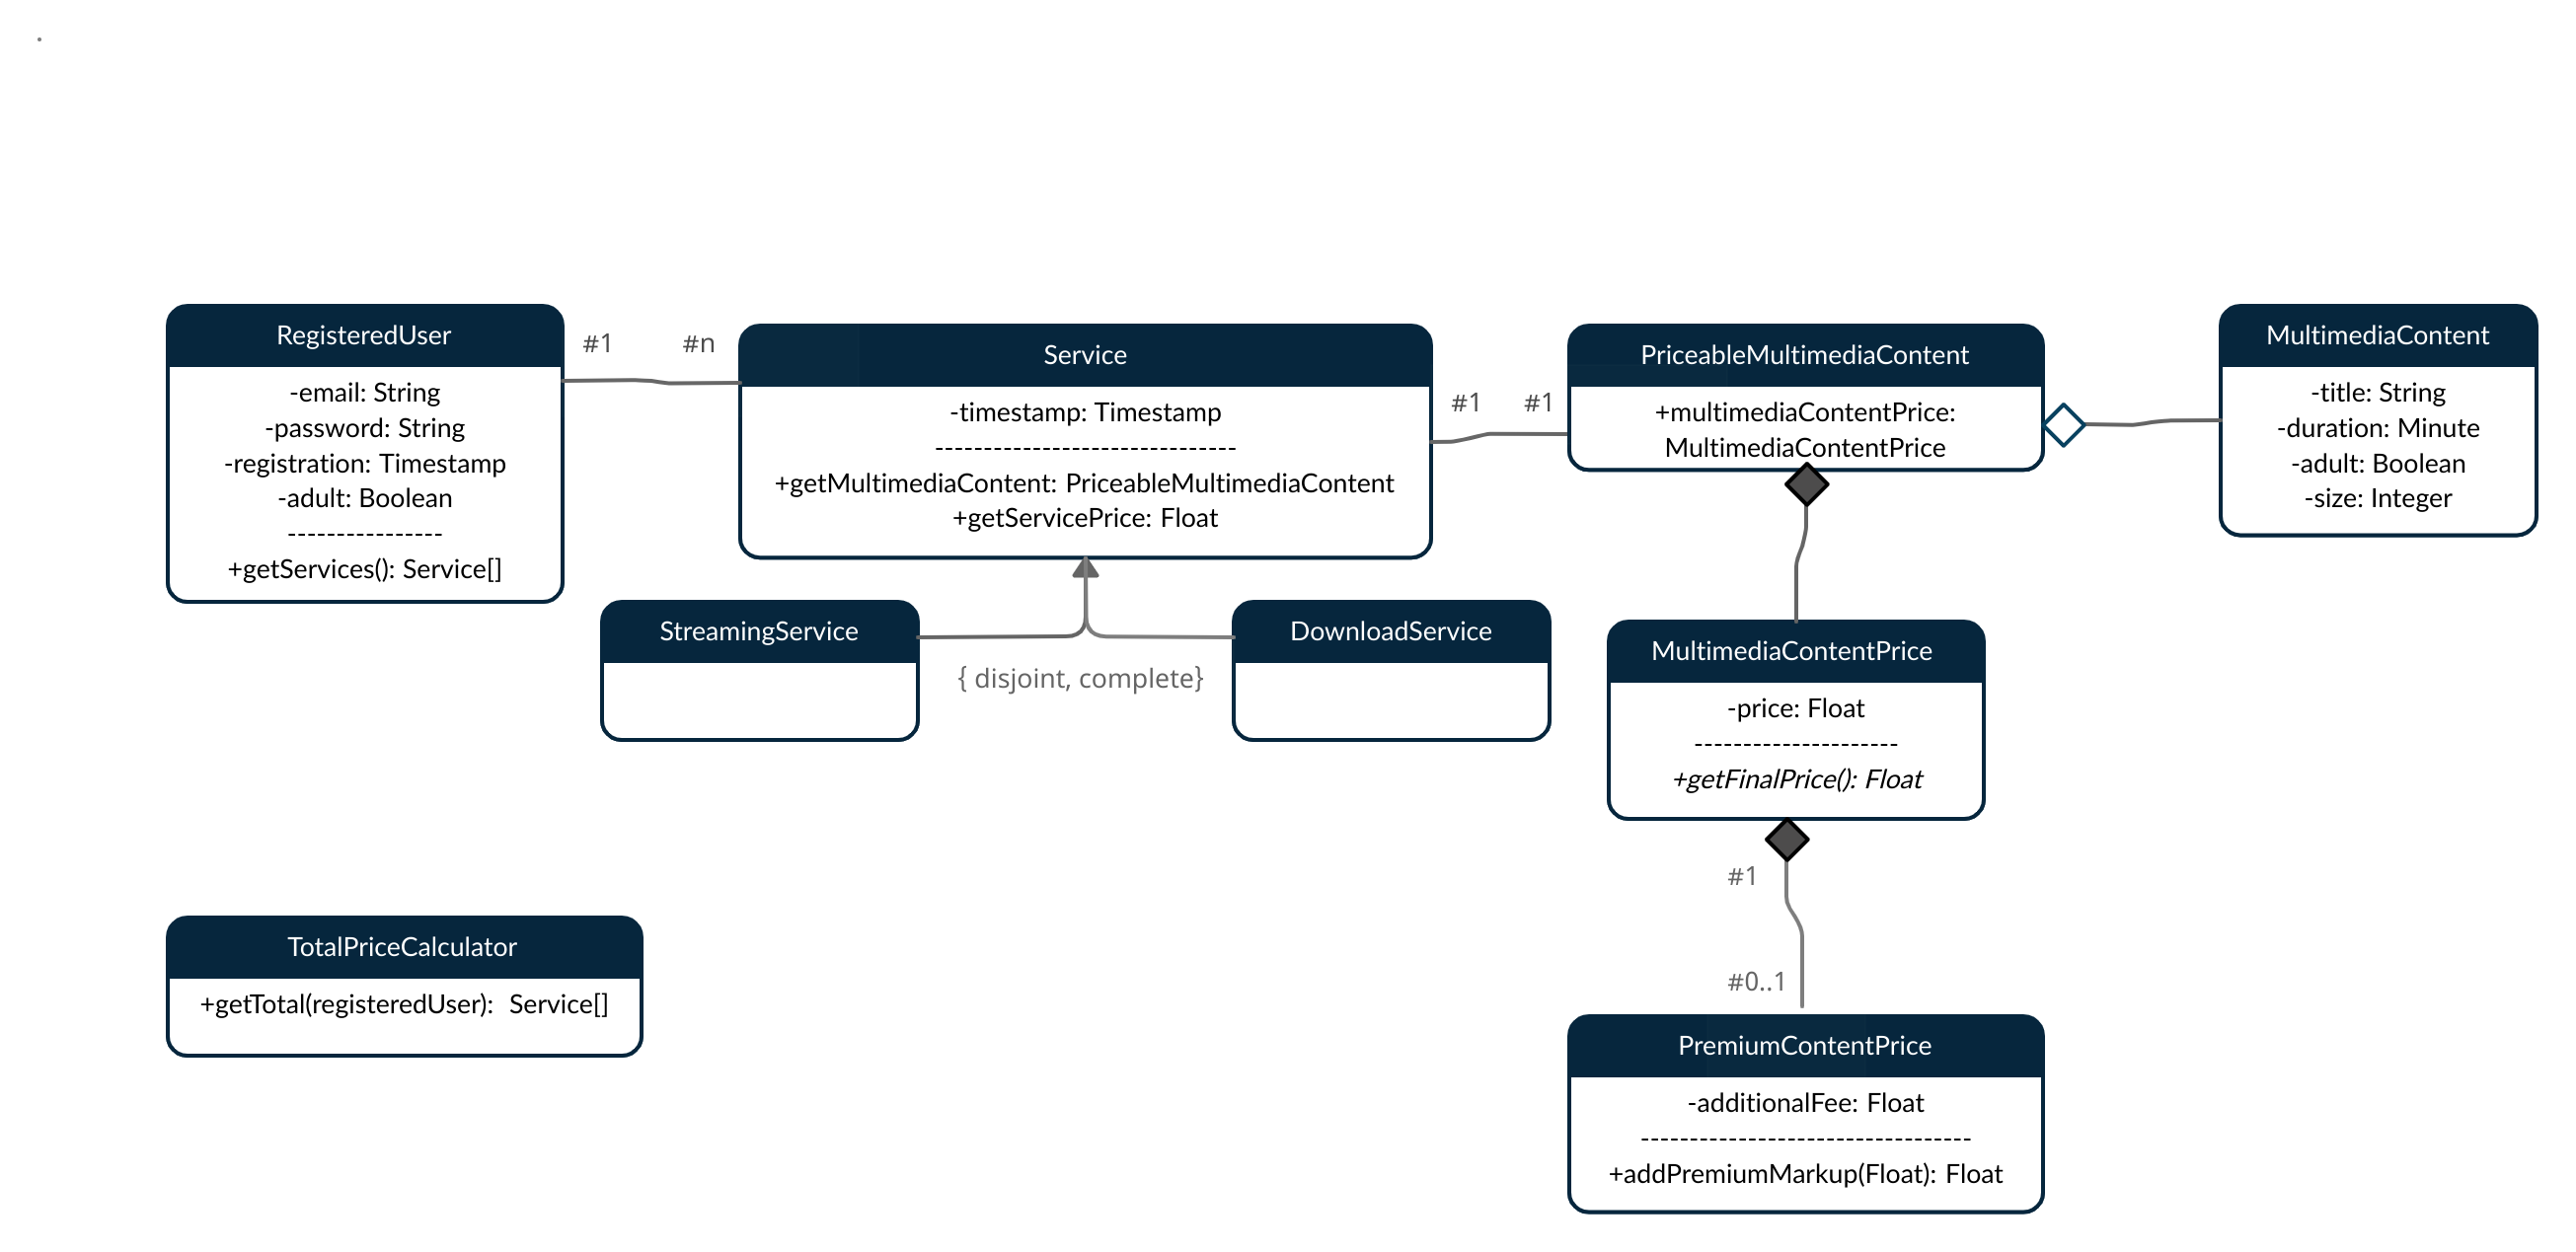 RegisteredUser
-email: String
-password: String
-registration: Timestamp
-adult: Boolean
----------------
+getServices(): Service[]
#1
#n
Service
-timestamp: Timestamp
-------------------------------
+getMultimediaContent: PriceableMultimediaContent
+getServicePrice: Float
#1
#1
PriceableMultimediaContent
+multimediaContentPrice:
MultimediaContentPrice
MultimediaContent
-title: String
-duration: Minute
-adult: Boolean
-size: Integer
StreamingService
{ disjoint, complete}
DownloadService
MultimediaContentPrice
-price: Float
---------------------
+getFinalPrice(): Float
#1
#0..1
TotalPriceCalculator
+getTotal(registeredUser):  Service[]
PremiumContentPrice
-additionalFee: Float
----------------------------------
+addPremiumMarkup(Float): Float